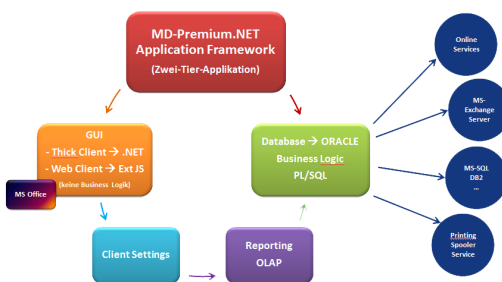 MD-Premium.NET
Application Framework
(Zwei-Tier-Applikation)
GUI
- Thick Client → .NET
- Web Client → Ext JS
(keine Business Logik)
MS Office
Database → ORACLE
Business Logic
PL/SQL
Client Settings
Reporting
OLAP
Online
Services
MS-
Exchange
Server
MS-SQL
DB2
...
Printing
Spooler
Service